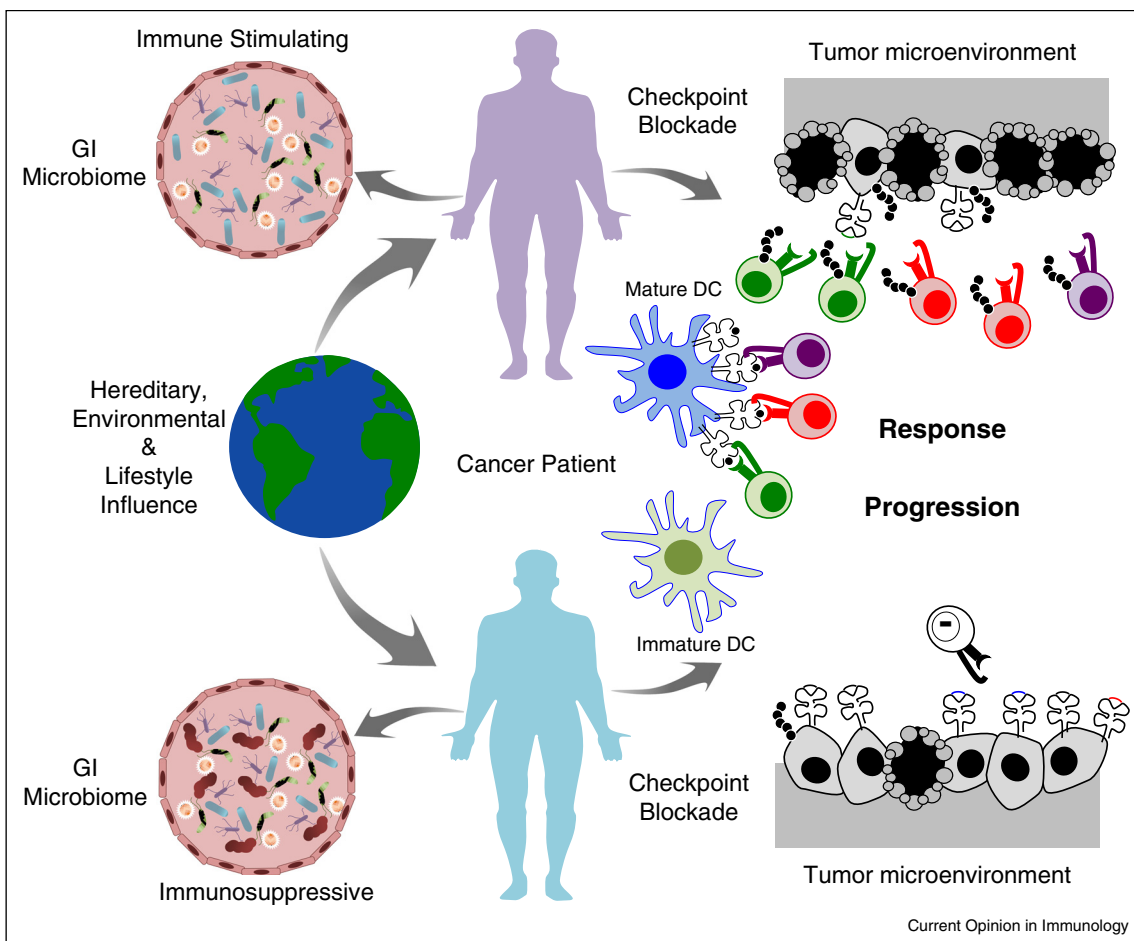 Immune Stimulating
GI
Microbiome
Checkpoint
Blockade
Tumor microenvironment
Mature DC
Hereditary,
Environmental
&
Lifestyle
Influence
Cancer Patient
Response
Progression
Immature DC
GI
Microbiome
Immunosuppressive
Checkpoint
Blockade
Tumor microenvironment
Current Opinion in Immunology